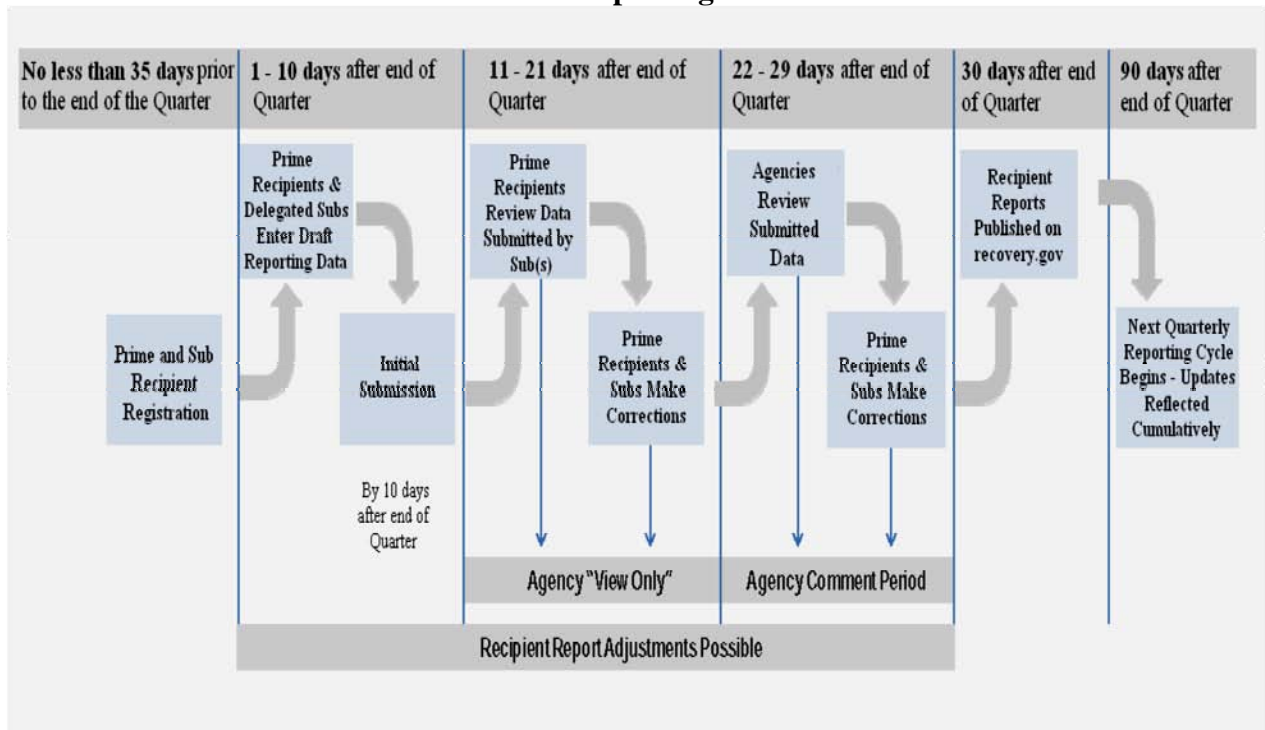 No less than 35 days prior
to the end of the Quarter
1 - 10 days after end of
Quarter
11 - 21 days after end of
Quarter
22 - 29 days after end of
Quarter
30 days after end
of Quarter
90 days after
end of Quarter
Prime and Sub
Recipient
Registration
Prime
Recipients &
Delegated Subs
Enter Draft
Reporting Data
Initial
Submission
By 10 days
after end of
Quarter
Prime
Recipients
Review Data
Submitted by
Sub(s)
Prime
Recipients &
Subs Make
Corrections
Agencies
Review
Submitted
Data
Prime
Recipients &
Subs Make
Corrections
Recipient
Reports
Published on
recovery.gov
Next Quarterly
Reporting Cycle
Begins - Updates
Reflected
Cumulatively
Agency "View Only"
Agency Comment Period
Recipient Report Adjustments Possible